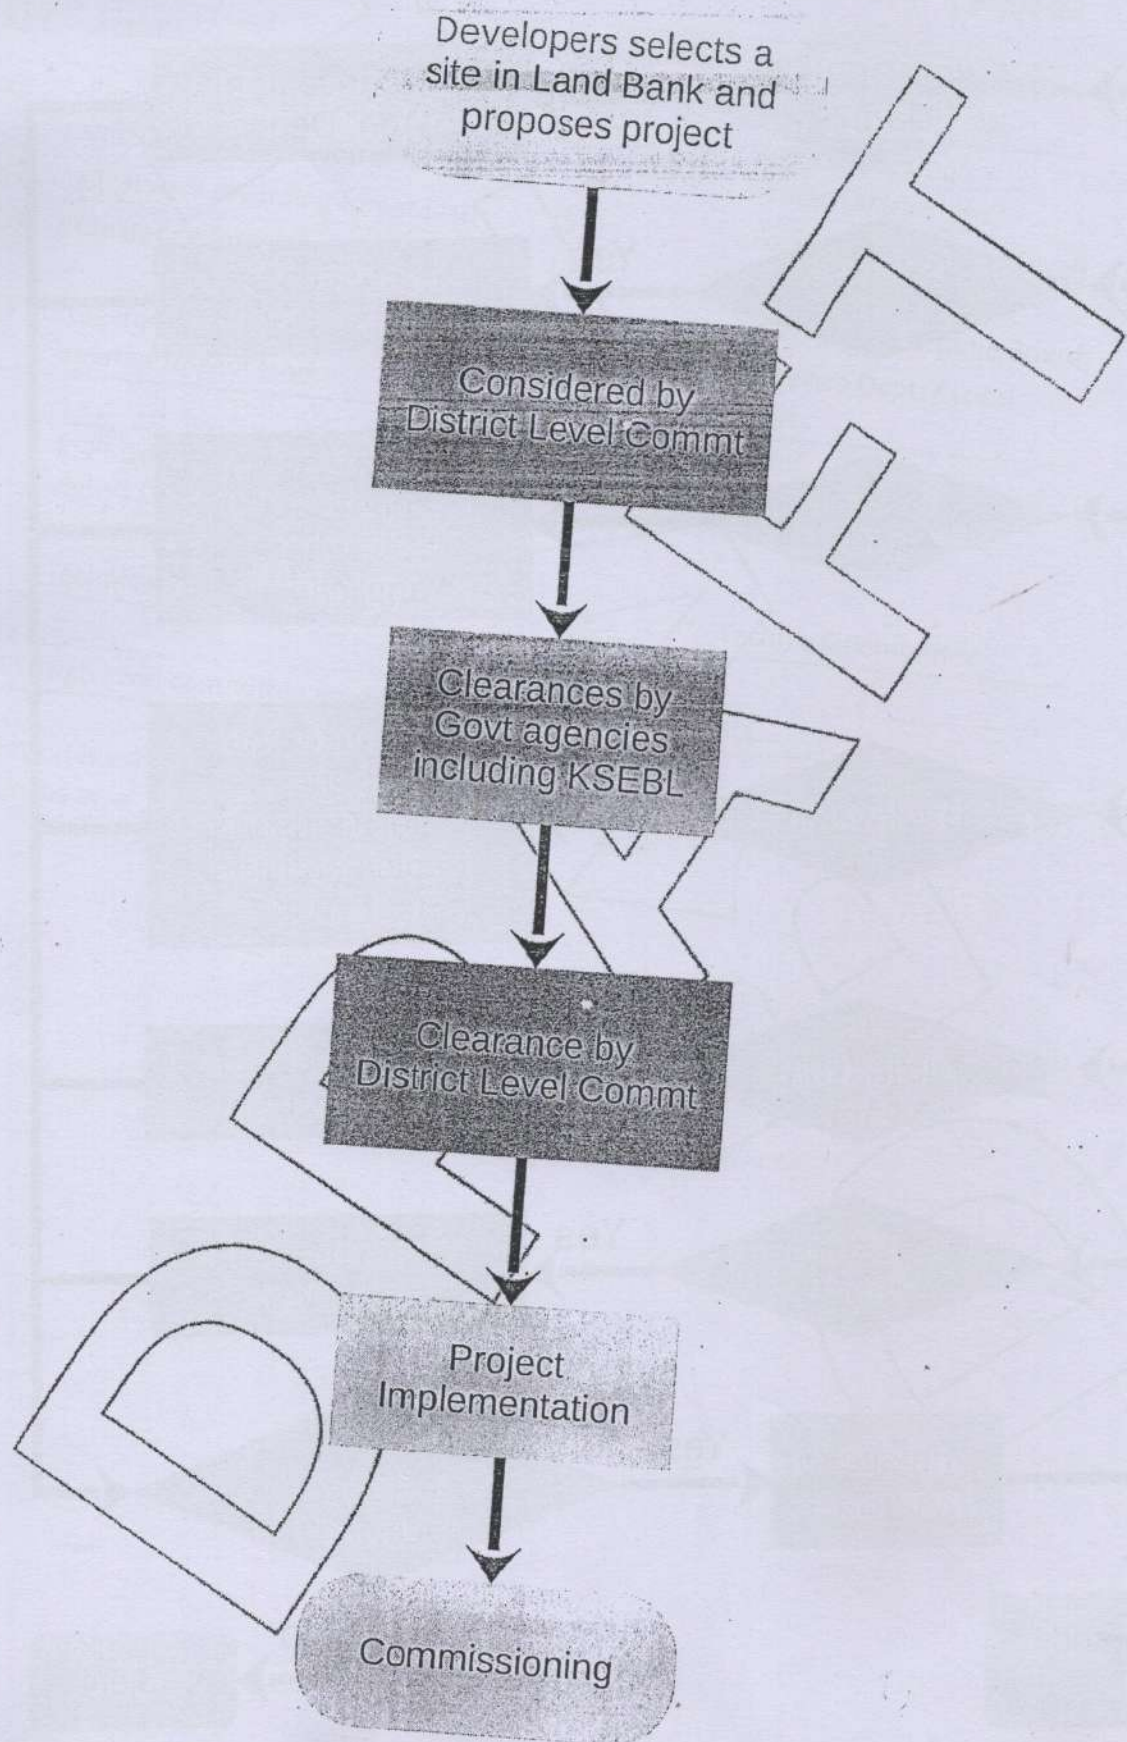 Developers selects a
site in Land Bank and
proposes project
Considered by
District Level Commt
Clearances by
Govt agencies
including KSEBL
Clearance by
District Level Commt
Project
Implementation
Commissioning
DRAFT